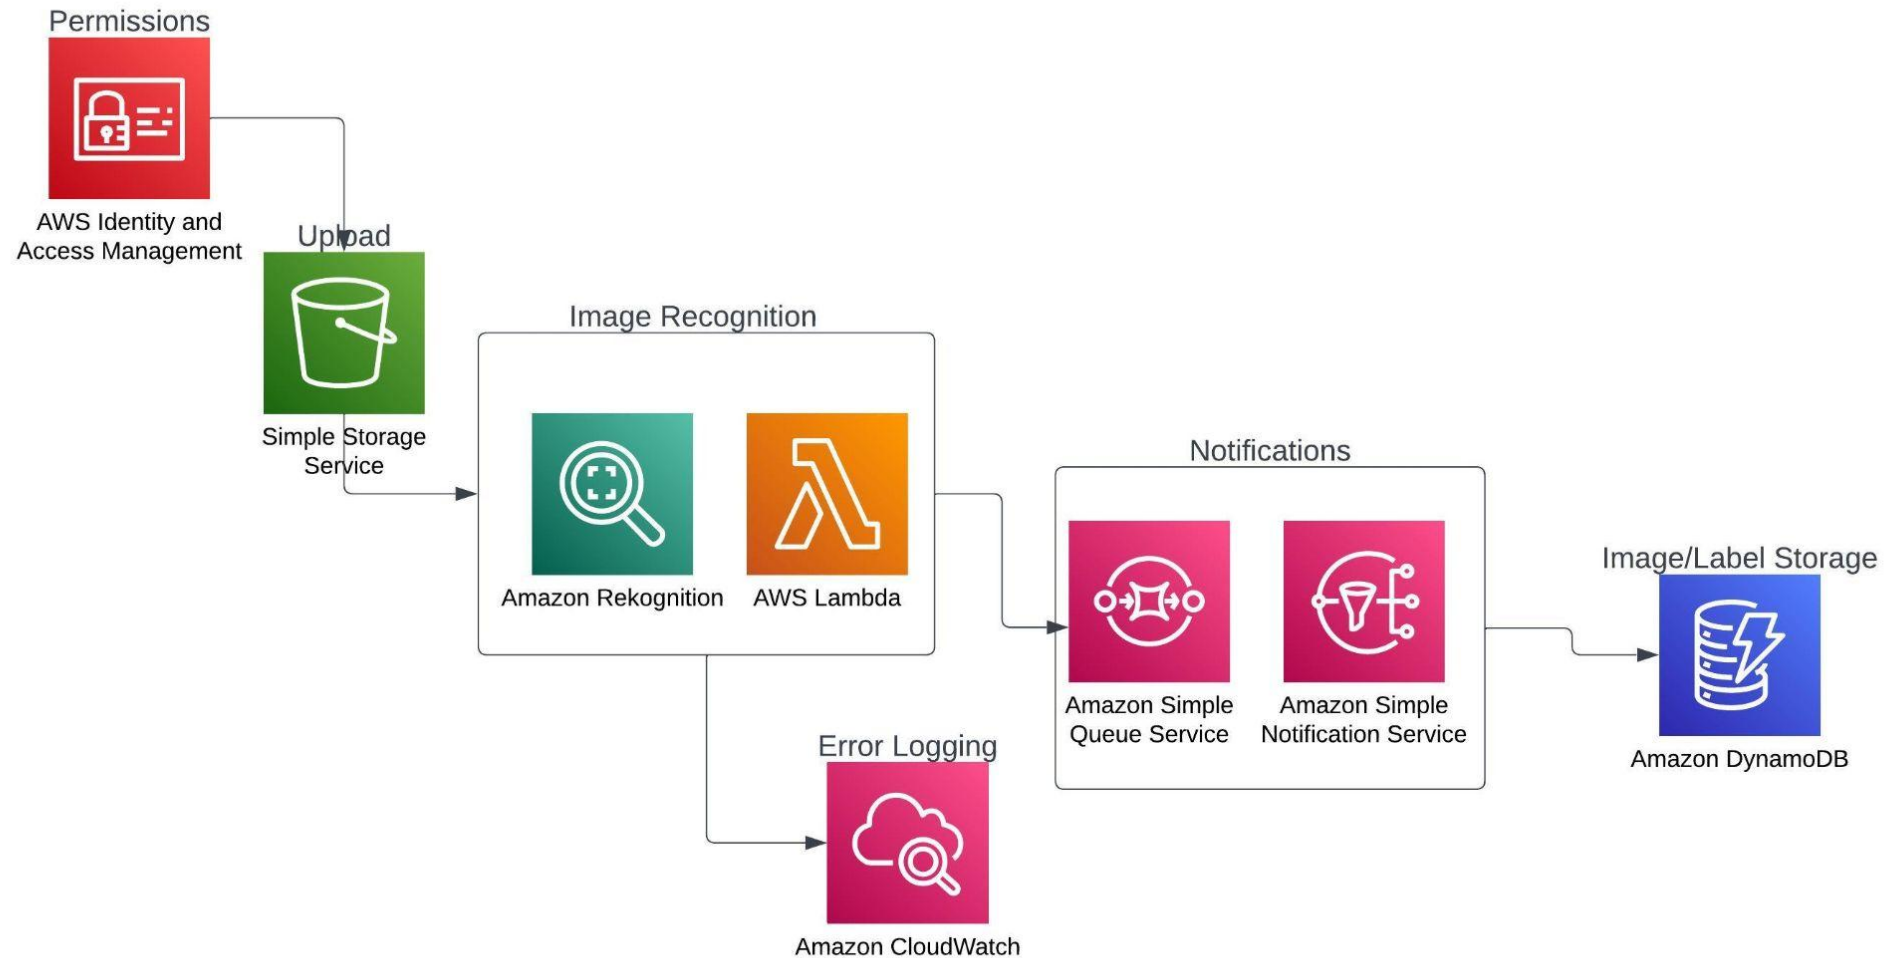 Permissions
AWS Identity and
Access Management
Upload
Simple Storage
Service
Image Recognition
Amazon Rekognition
AWS Lambda
Error Logging
Amazon CloudWatch
Notifications
Amazon Simple
Queue Service
Amazon Simple
Notification Service
Image/Label Storage
Amazon DynamoDB